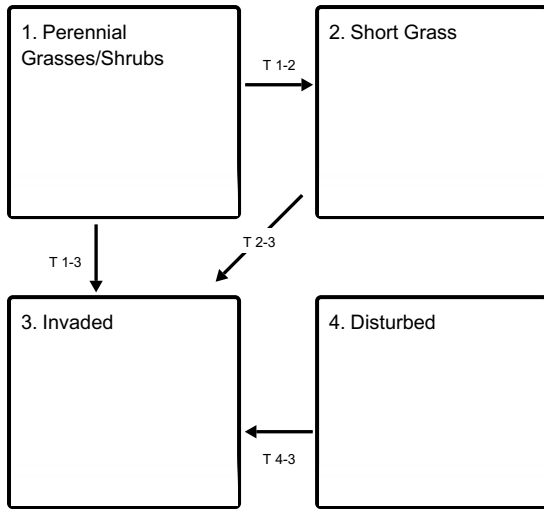 1. Perennial
Grasses/Shrubs
2. Short Grass
T 1-2
T 2-3
T 1-3
3. Invaded
4. Disturbed
T 4-3